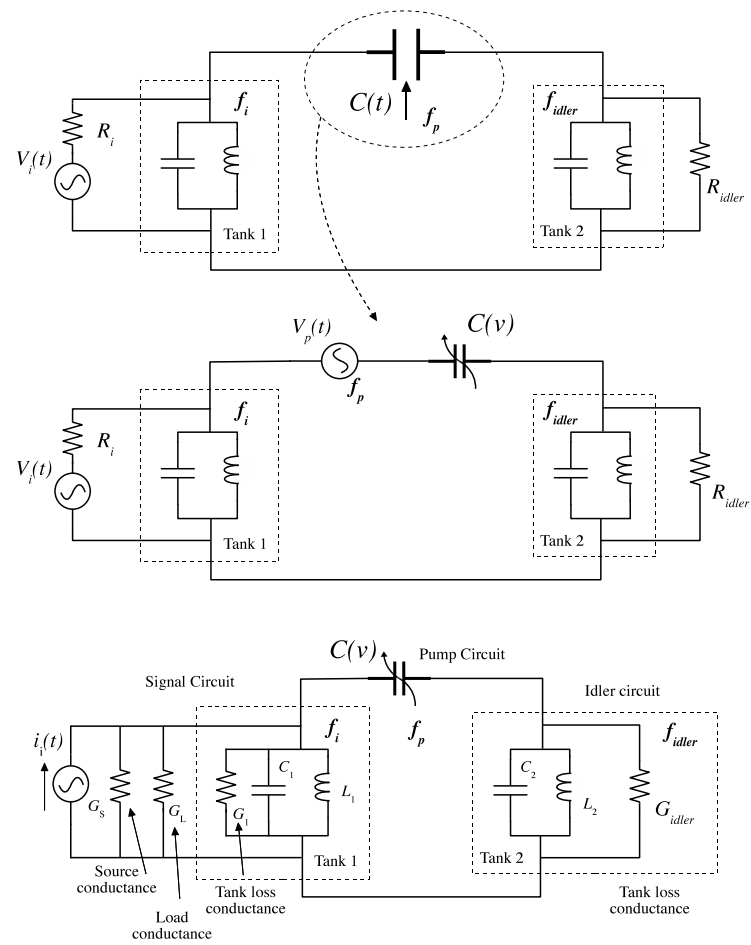 f_i
C(t)
f_p
f_idler
R_i
V_i(t)
R_idler
Tank 1
Tank 2
V_p(t)
C(v)
f_p
f_i
f_idler
R_i
V_i(t)
R_idler
Tank 1
Tank 2
C(v)
Pump Circuit
Signal Circuit
Idler circuit
f_i
f_p
f_idler
i_i(t)
C_1
C_2
G_S
G_L
G_1
L_1
L_2
G_idler
Tank 1
Tank 2
Source
conductance
Load
conductance
Tank loss
conductance
Tank loss
conductance